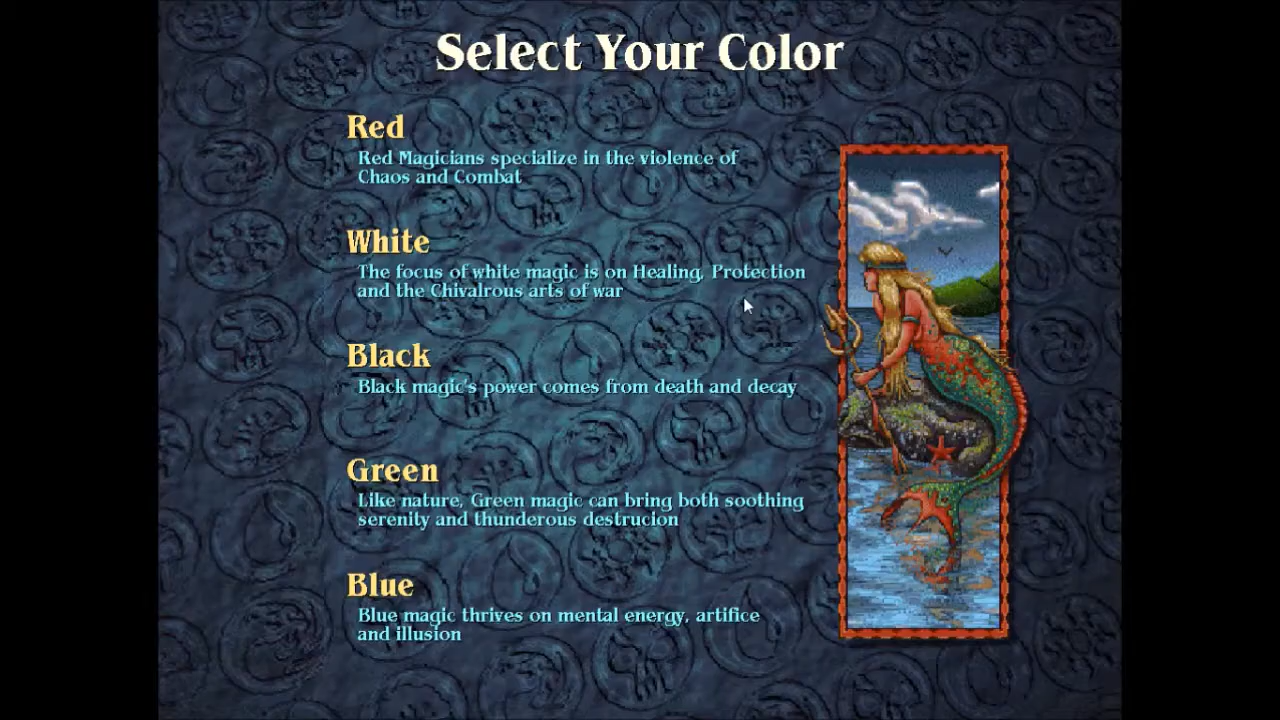 Select Your Color
Red
Red Magicians specialize in the violence of
Chaos and Combat
White
The focus of white magic is on Healing, Protection
and the Chivalrous arts of war
Black
Black magic's power comes from death and decay
Green
Like nature, Green magic can bring both soothing
serenity and thunderous destrucion
Blue
Blue magic thrives on mental energy, artifice
and illusion